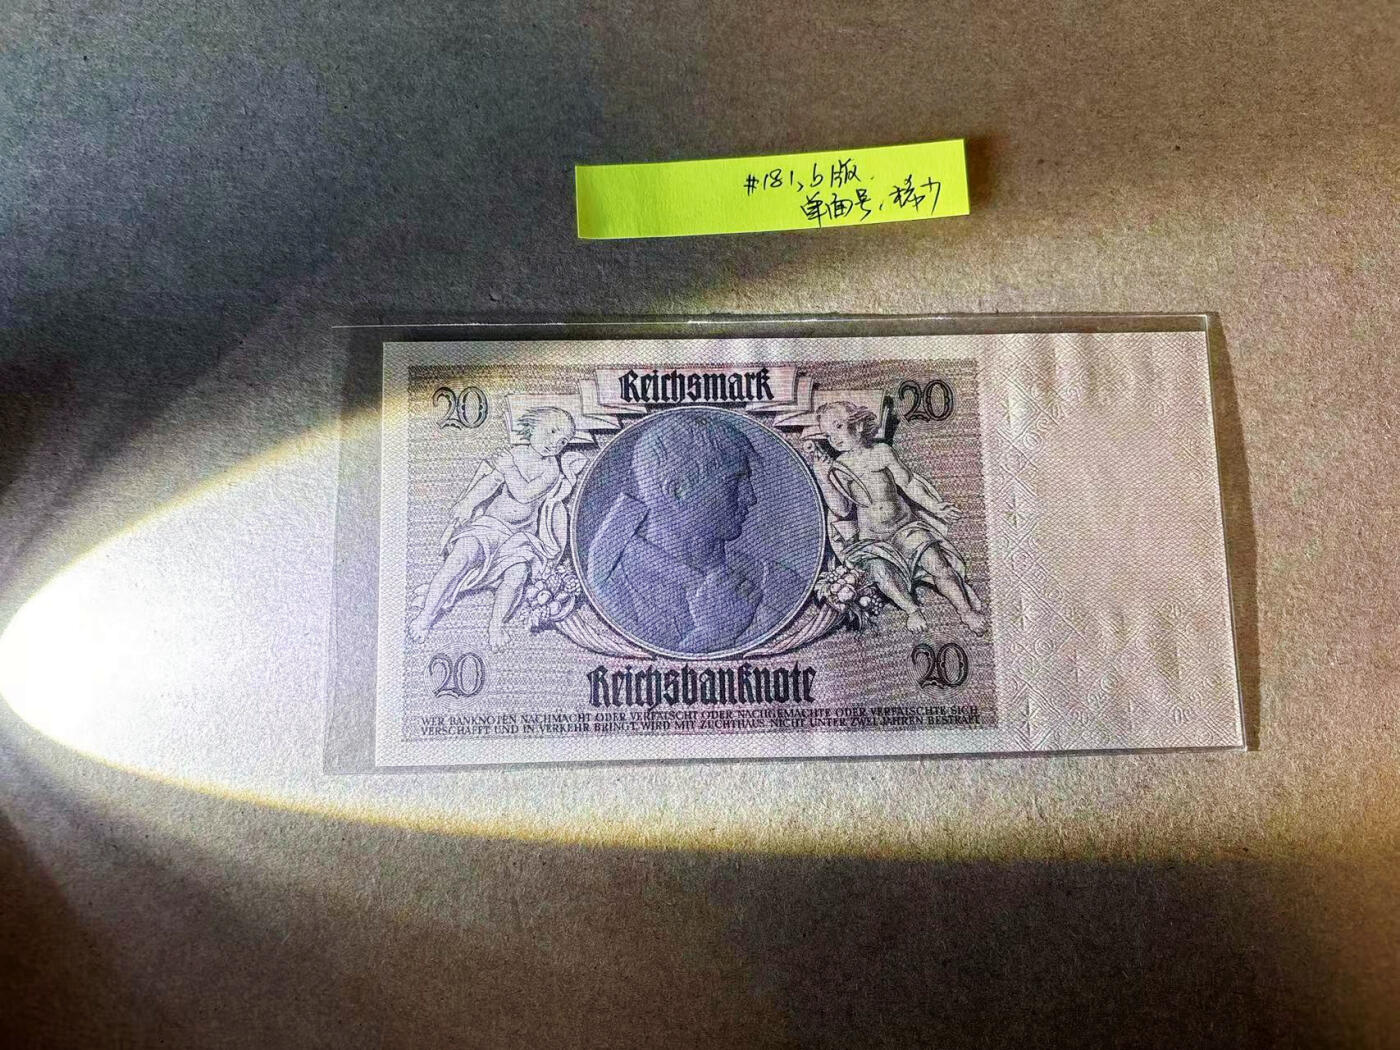 #181、b版.
单面号，稀少
Reichsmark
20
20
20
20
Reichsbanknote
WER BANKNOTEN NACHMACHT ODER VERFÄLSCHT ODER NACHGEMACHTE ODER VERFÄLSCHTE SICH
VERSCHAFFT UND IN VERKEHR BRINGT, WIRD MIT ZUCHTHAUS NICHT UNTER ZWEI JAHREN BESTRAFT